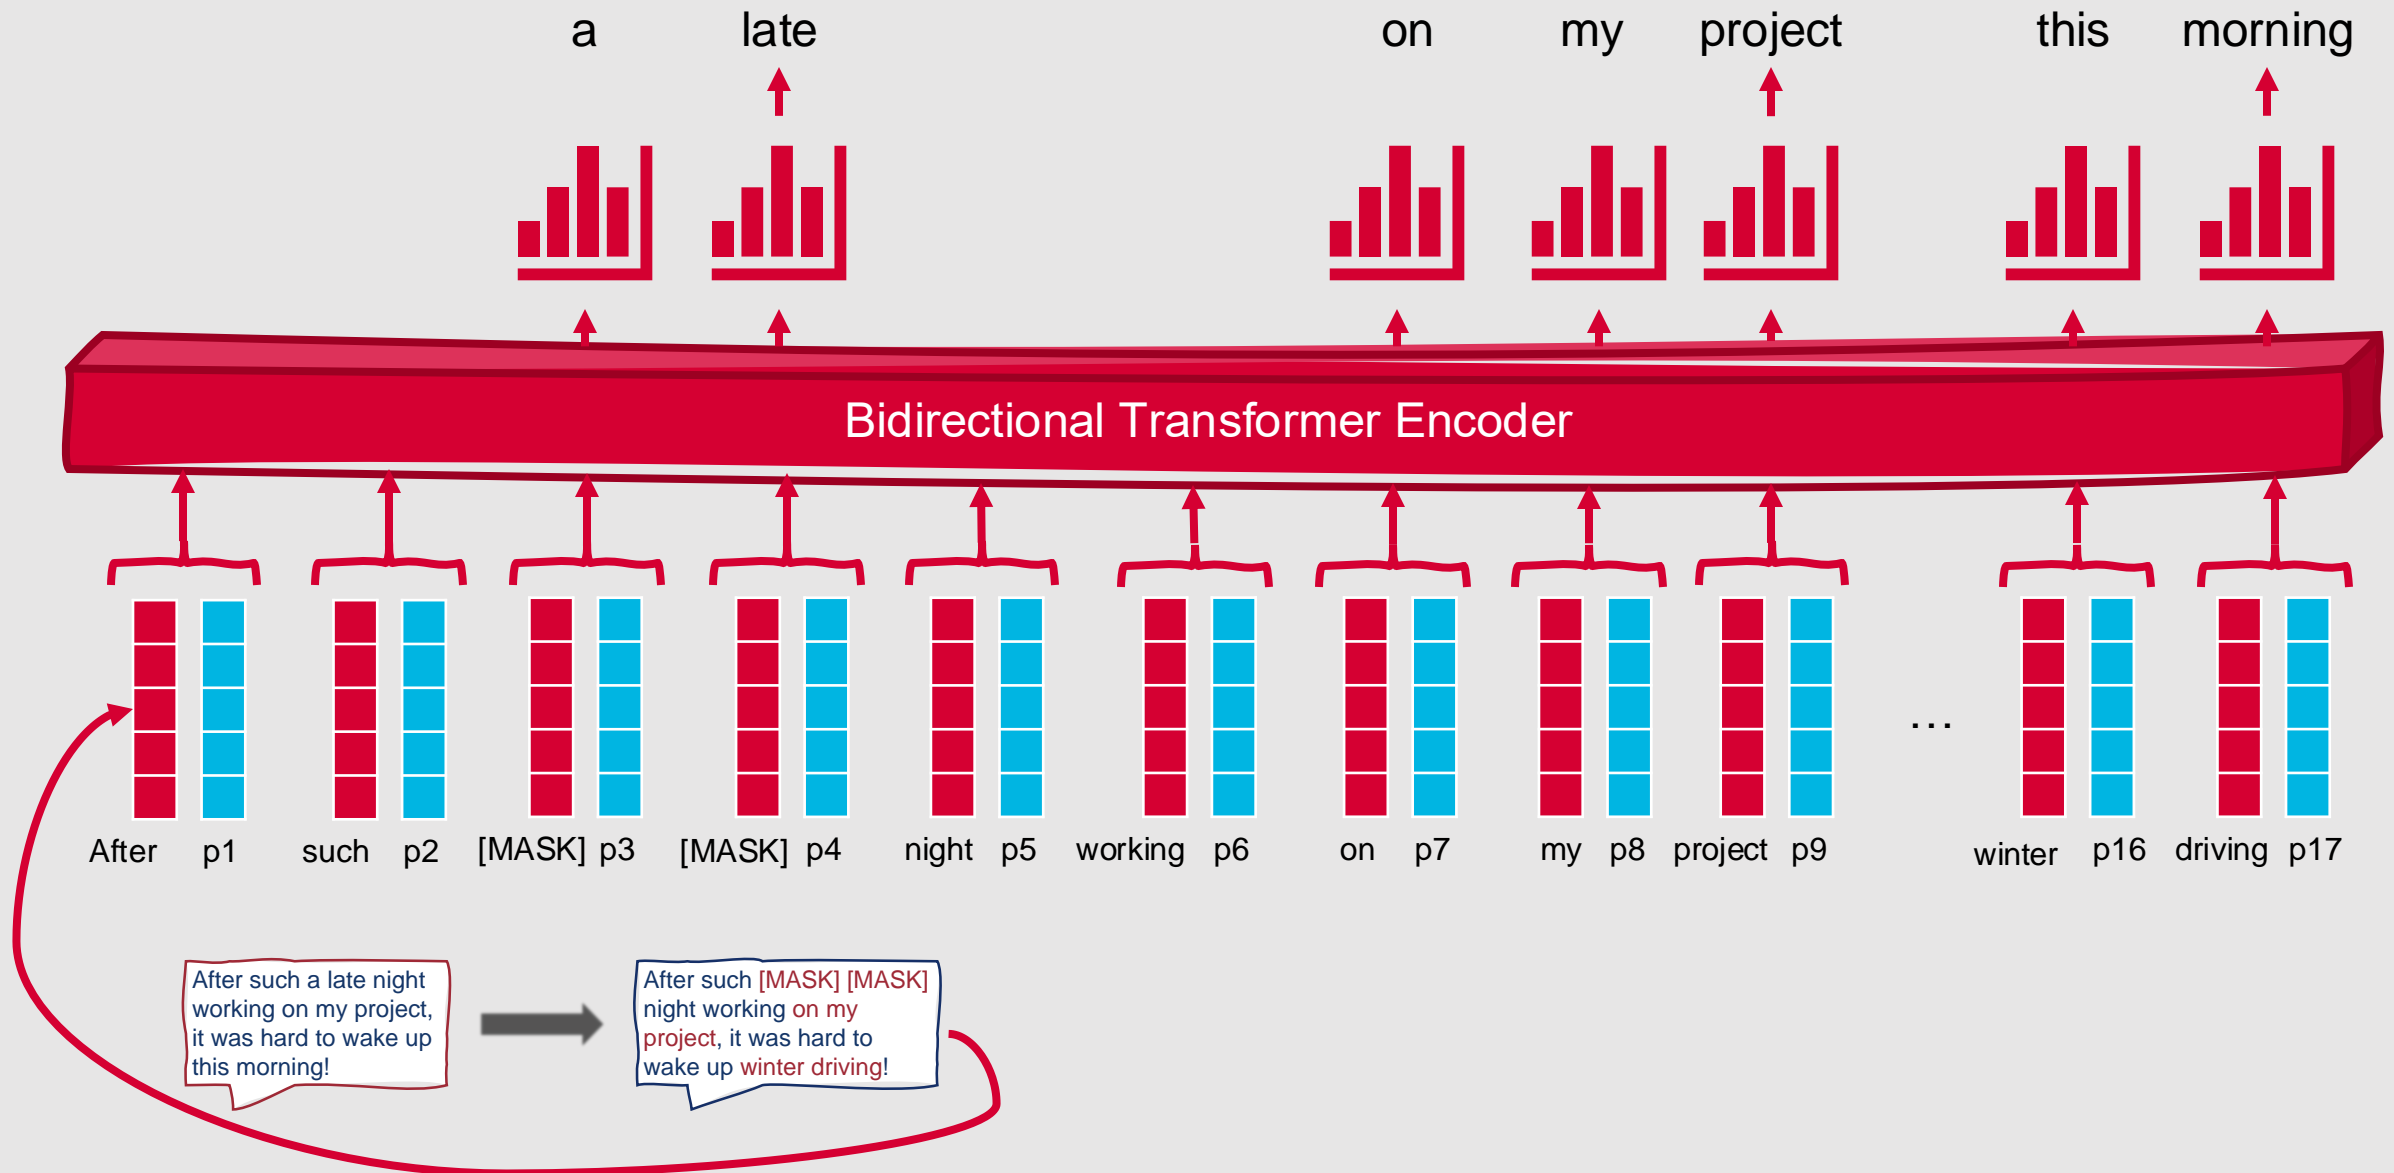 a late on my project this morning
Bidirectional Transformer Encoder
…
After p1 such p2 [MASK] p3 [MASK] p4 night p5 working p6 on p7 my p8 project p9 winter p16 driving p17
After such a late night
working on my project,
it was hard to wake up
this morning!
After such [MASK] [MASK]
night working on my
project, it was hard to
wake up winter driving!